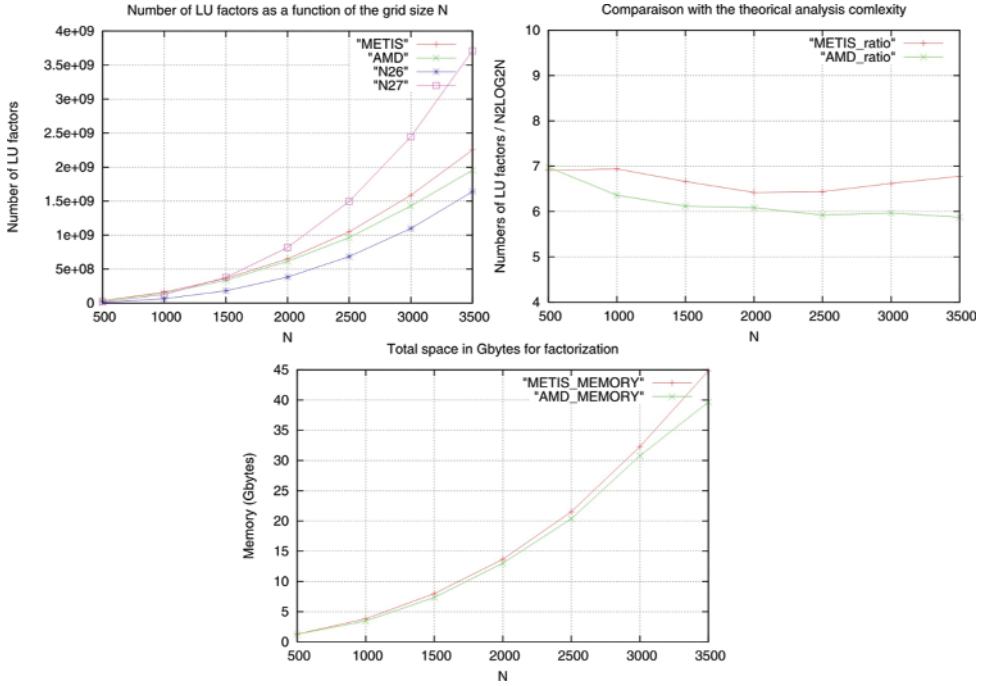 Number of LU factors as a function of the grid size N
Number of LU factors
4e+09
3.5e+09
3e+09
2.5e+09
2e+09
1.5e+09
1e+09
5e+08
0
"METIS"
"AMD"
"N26"
"N27"
500 1000 1500 2000 2500 3000 3500
N
Comparaison with the theorical analysis comlexity
Numbers of LU factors / N2LOG2N
10
9
8
7
6
5
4
"METIS_ratio"
"AMD_ratio"
500 1000 1500 2000 2500 3000 3500
N
Total space in Gbytes for factorization
Memory (Gbytes)
45
40
35
30
25
20
15
10
5
0
"METIS_MEMORY"
"AMD_MEMORY"
500 1000 1500 2000 2500 3000 3500
N